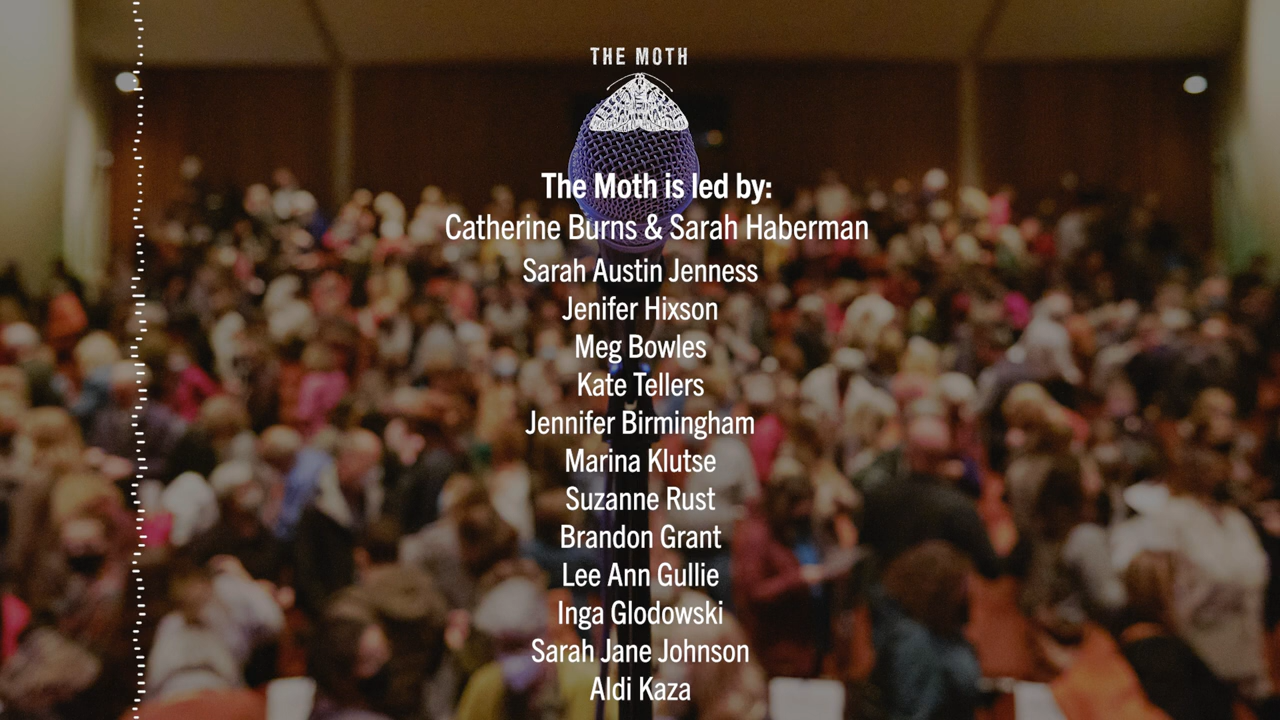 THE MOTH
The Moth is led by:
Catherine Burns & Sarah Haberman
Sarah Austin Jenness
Jenifer Hixson
Meg Bowles
Kate Tellers
Jennifer Birmingham
Marina Klutse
Suzanne Rust
Brandon Grant
Lee Ann Gullie
Inga Glodowski
Sarah Jane Johnson
Aldi Kaza